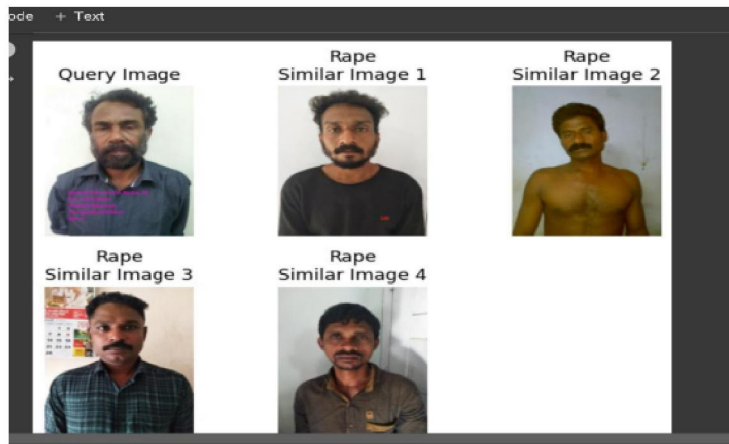 ode + Text
Query Image
Rape
Similar Image 1
Rape
Similar Image 2
Rape
Similar Image 3
Rape
Similar Image 4